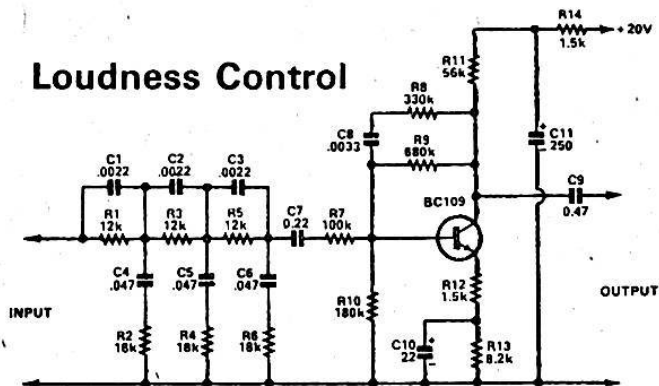 Loudness Control
R14
1.5k
+20V
R11
56k
R8
330k
C8
.0033
R9
680k
C11
+
250
−
C1
.0022
C2
.0022
C3
.0022
R1
12k
R3
12k
R5
12k
C7
0.22
R7
100k
BC109
C9
0.47
C4
.047
C5
.047
C6
.047
R10
180k
R12
1.5k
INPUT
OUTPUT
R2
18k
R4
18k
R6
18k
C10
22
+
−
R13
8.2k